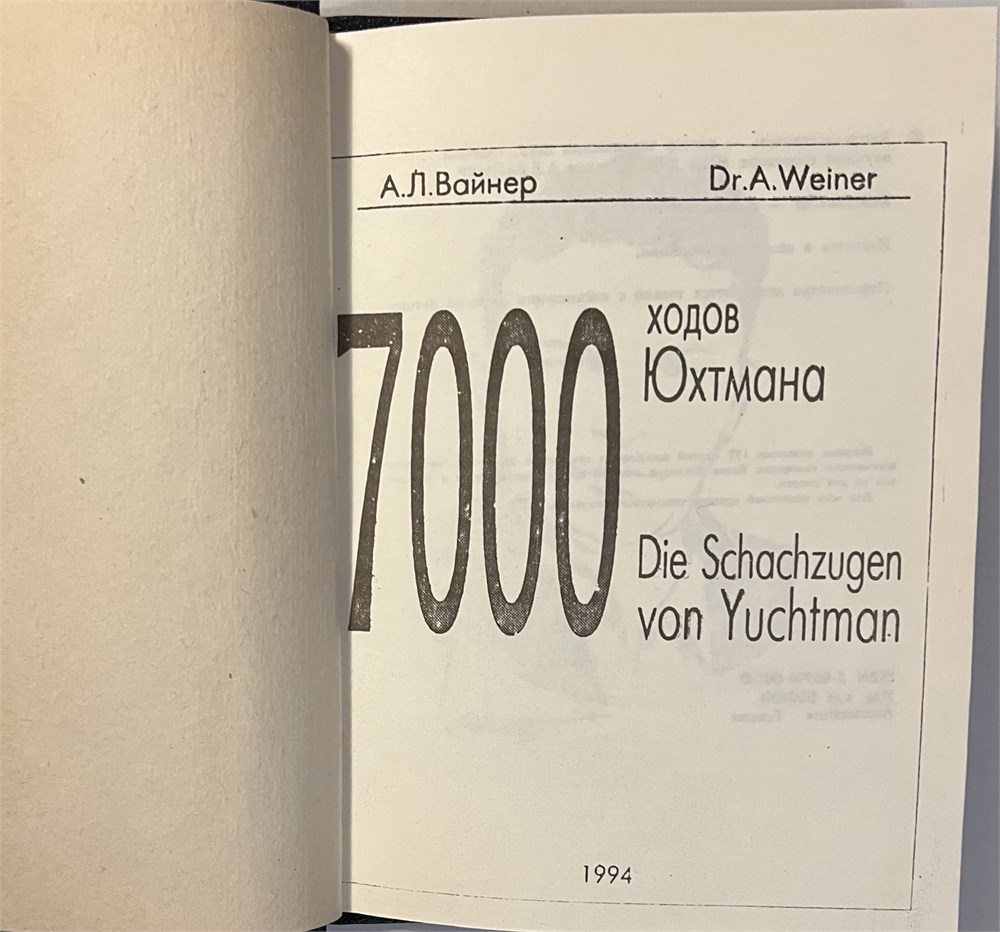 А.Л.Вайнер
Dr.A.Weiner
7000
ходов
Юхтмана
Die Schachzugen
von Yuchtman
1994